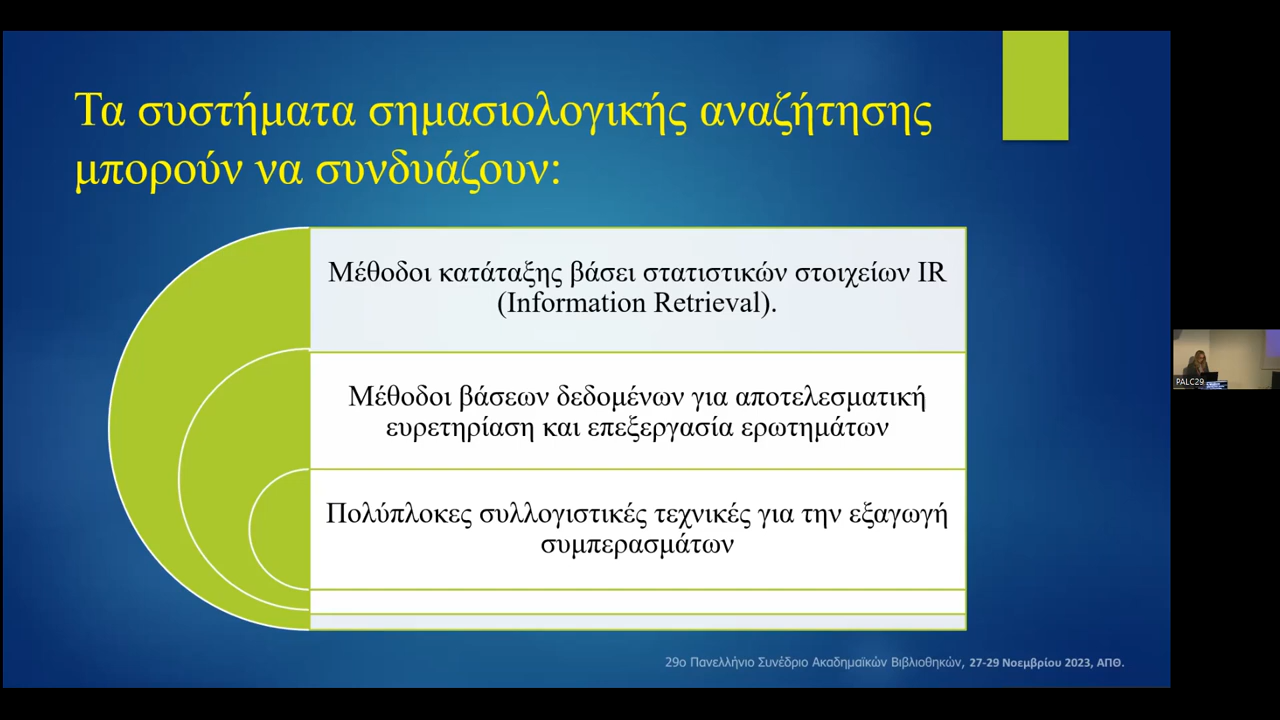 Τα συστήματα σημασιολογικής αναζήτησης
μπορούν να συνδυάζουν:
Μέθοδοι κατάταξης βάσει στατιστικών στοιχείων IR
(Information Retrieval).
Μέθοδοι βάσεων δεδομένων για αποτελεσματική
ευρετηρίαση και επεξεργασία ερωτημάτων
Πολύπλοκες συλλογιστικές τεχνικές για την εξαγωγή
συμπερασμάτων
29ο Πανελλήνιο Συνέδριο Ακαδημαϊκών Βιβλιοθηκών, 27-29 Νοεμβρίου 2023, ΑΠΘ.
PALC29